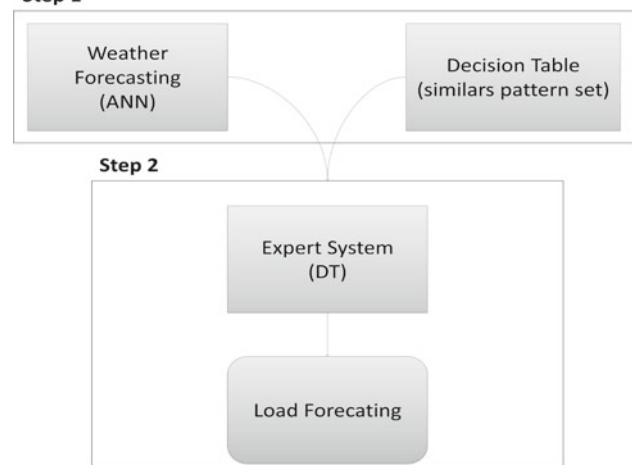 Step 1
Weather
Forecasting
(ANN)
Decision Table
(similars pattern set)
Step 2
Expert System
(DT)
Load Forecating